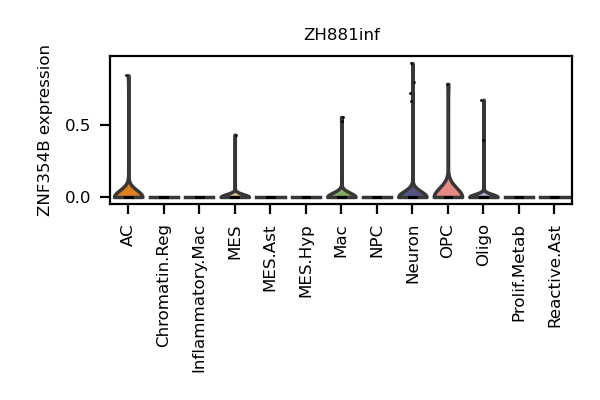 ZH881inf
ZNF354B expression
0.5
0.0
AC
Chromatin.Reg
Inflammatory.Mac
MES
MES.Ast
MES.Hyp
Mac
NPC
Neuron
OPC
Oligo
Prolif.Metab
Reactive.Ast